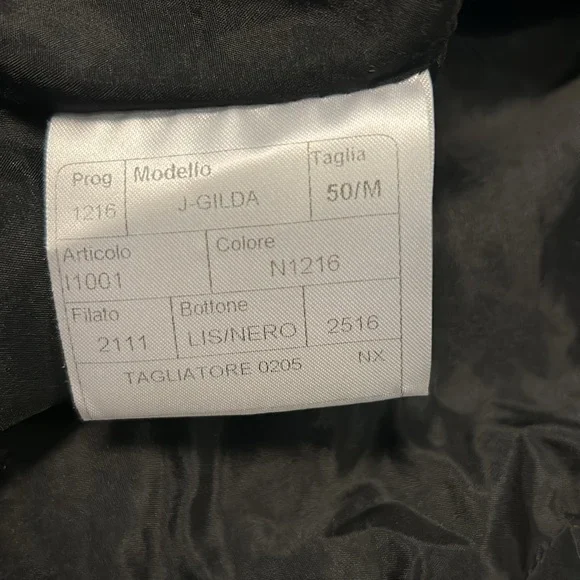 Prog Modello Taglia
1216 J-GILDA 50/M
Articolo Colore
I1001 N1216
Filato Bottone
2111 LIS/NERO 2516
TAGLIATORE 0205 NX